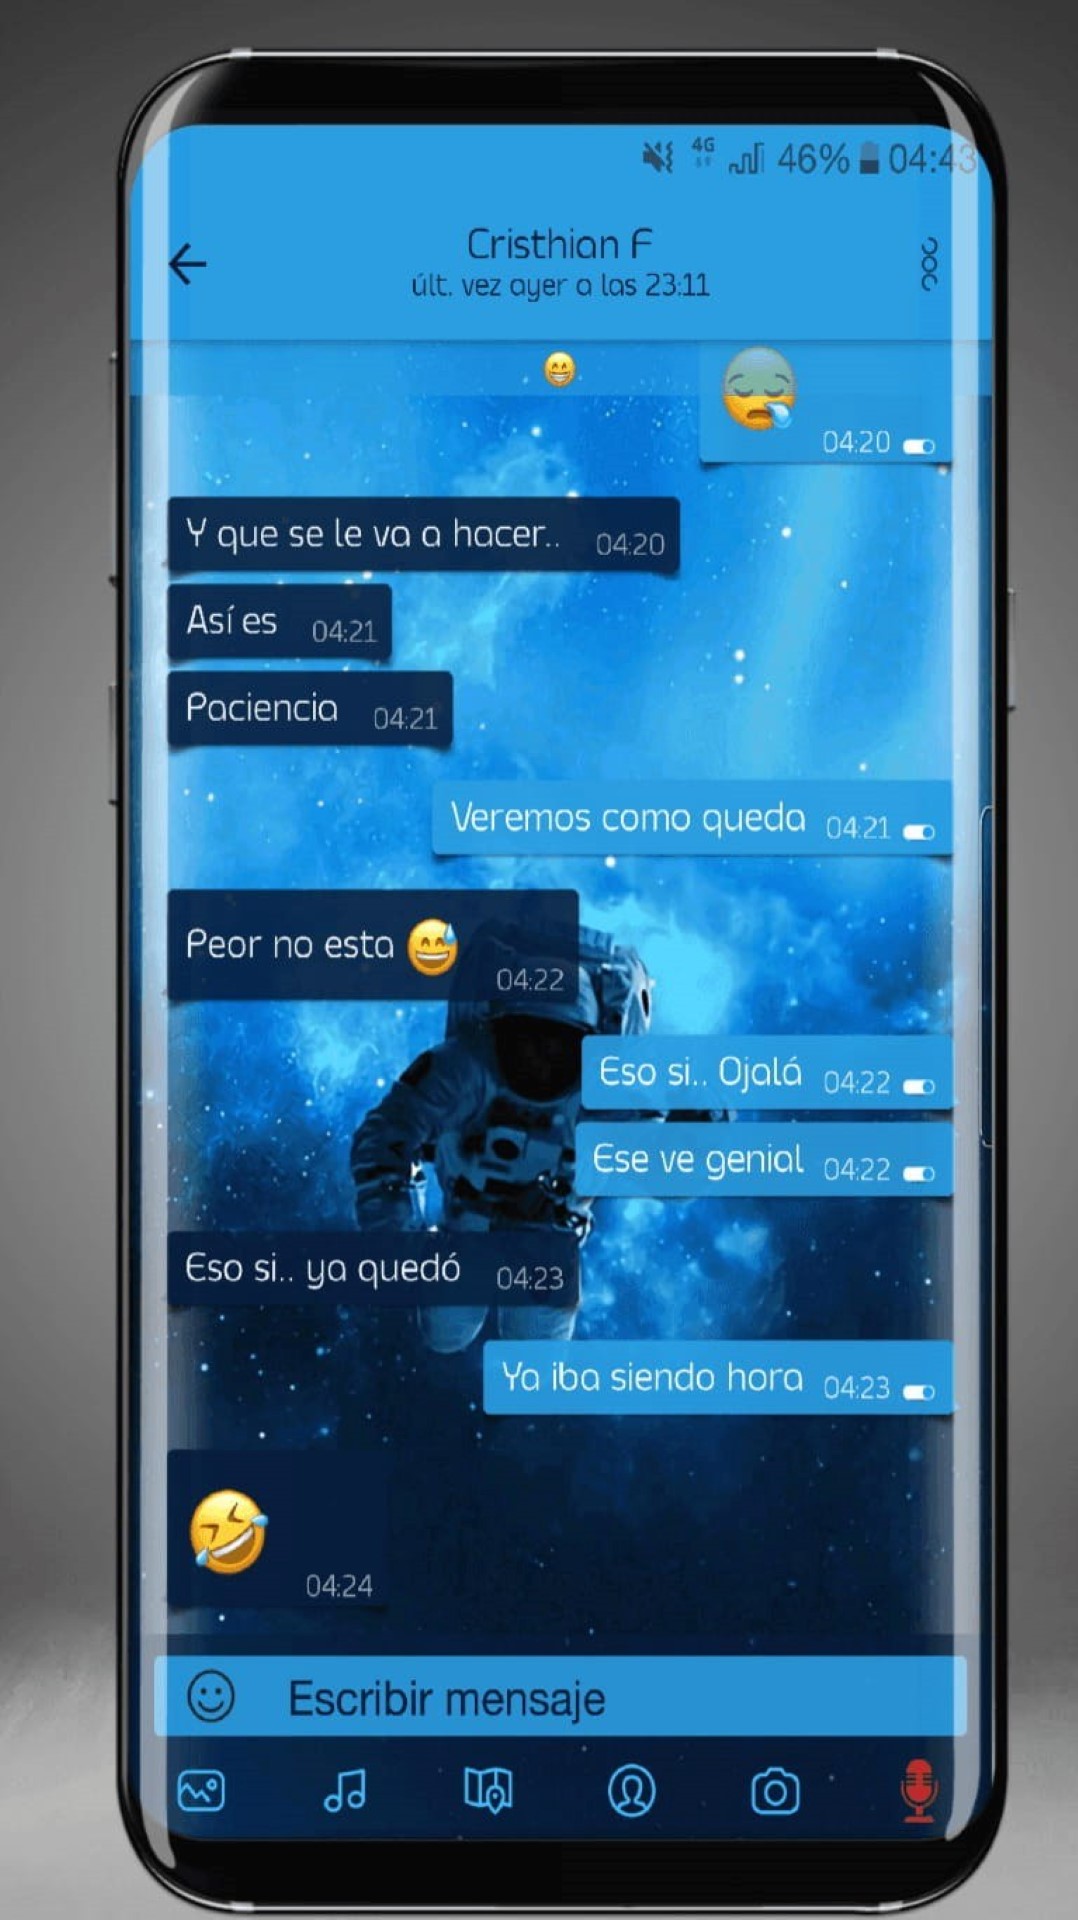 4G
46% 04:43
Cristhian F
últ. vez ayer a las 23:11
04:20
Y que se le va a hacer.. 04:20
Así es 04:21
Paciencia 04:21
Veremos como queda 04:21
Peor no esta 😅 04:22
Eso si.. Ojalá 04:22
Ese ve genial 04:22
Eso si.. ya quedó 04:23
Ya iba siendo hora 04:23
04:24
Escribir mensaje